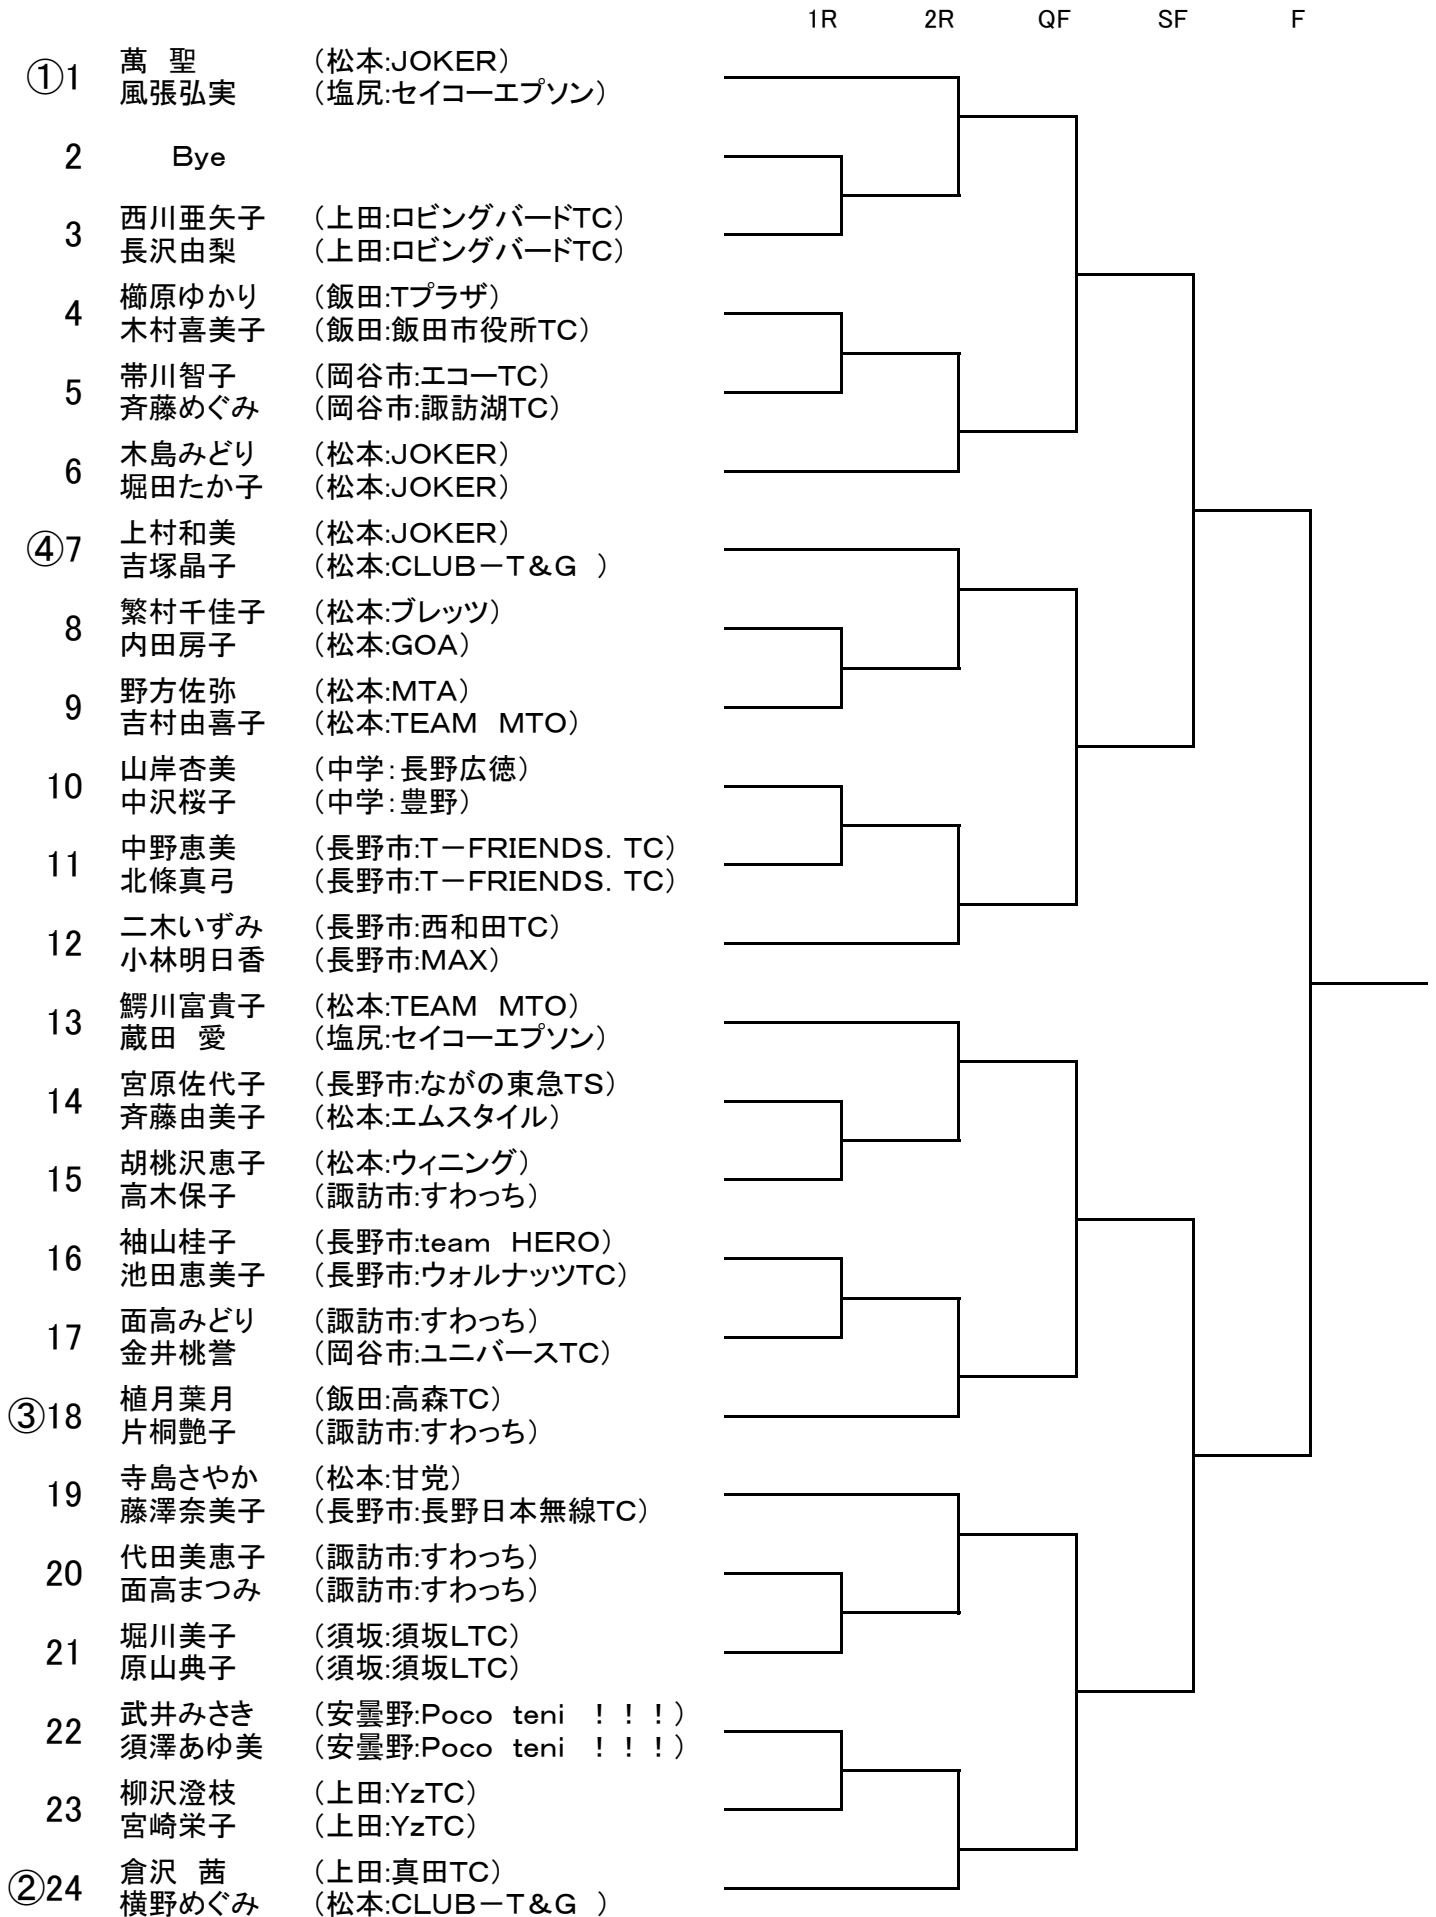 1R 2R QF SF F
萬　聖 （松本:JOKER）
①1
風張弘実 （塩尻:セイコーエプソン）
2 Bye
西川亜矢子 （上田:ロビングバードTC）
3
長沢由梨 （上田:ロビングバードTC）
櫛原ゆかり （飯田:Tプラザ）
4
木村喜美子 （飯田:飯田市役所TC）
帯川智子 （岡谷市:エコーTC）
5
斉藤めぐみ （岡谷市:諏訪湖TC）
木島みどり （松本:JOKER）
6
堀田たか子 （松本:JOKER）
上村和美 （松本:JOKER）
④7
吉塚晶子 （松本:CLUB－T＆G　）
繁村千佳子 （松本:ブレッツ）
8
内田房子 （松本:GOA）
野方佐弥 （松本:MTA）
9
吉村由喜子 （松本:TEAM　MTO）
山岸杏美 （中学：長野広徳）
10
中沢桜子 （中学：豊野）
中野恵美 （長野市:T－FRIENDS．TC）
11
北條真弓 （長野市:T－FRIENDS．TC）
二木いずみ （長野市:西和田TC）
12
小林明日香 （長野市:MAX）
鰐川富貴子 （松本:TEAM　MTO）
13
蔵田　愛 （塩尻:セイコーエプソン）
宮原佐代子 （長野市:ながの東急TS）
14
斉藤由美子 （松本:エムスタイル）
胡桃沢恵子 （松本:ウィニング）
15
高木保子 （諏訪市:すわっち）
袖山桂子 （長野市:team　HERO）
16
池田恵美子 （長野市:ウォルナッツTC）
面高みどり （諏訪市:すわっち）
17
金井桃誉 （岡谷市:ユニバースTC）
植月葉月 （飯田:高森TC）
③18
片桐艶子 （諏訪市:すわっち）
寺島さやか （松本:甘党）
19
藤澤奈美子 （長野市:長野日本無線TC）
代田美恵子 （諏訪市:すわっち）
20
面高まつみ （諏訪市:すわっち）
堀川美子 （須坂:須坂LTC）
21
原山典子 （須坂:須坂LTC）
武井みさき （安曇野:Poco　teni　！！！）
22
須澤あゆ美 （安曇野:Poco　teni　！！！）
柳沢澄枝 （上田:YzTC）
23
宮崎栄子 （上田:YzTC）
倉沢　茜 （上田:真田TC）
②24
横野めぐみ （松本:CLUB－T＆G　）